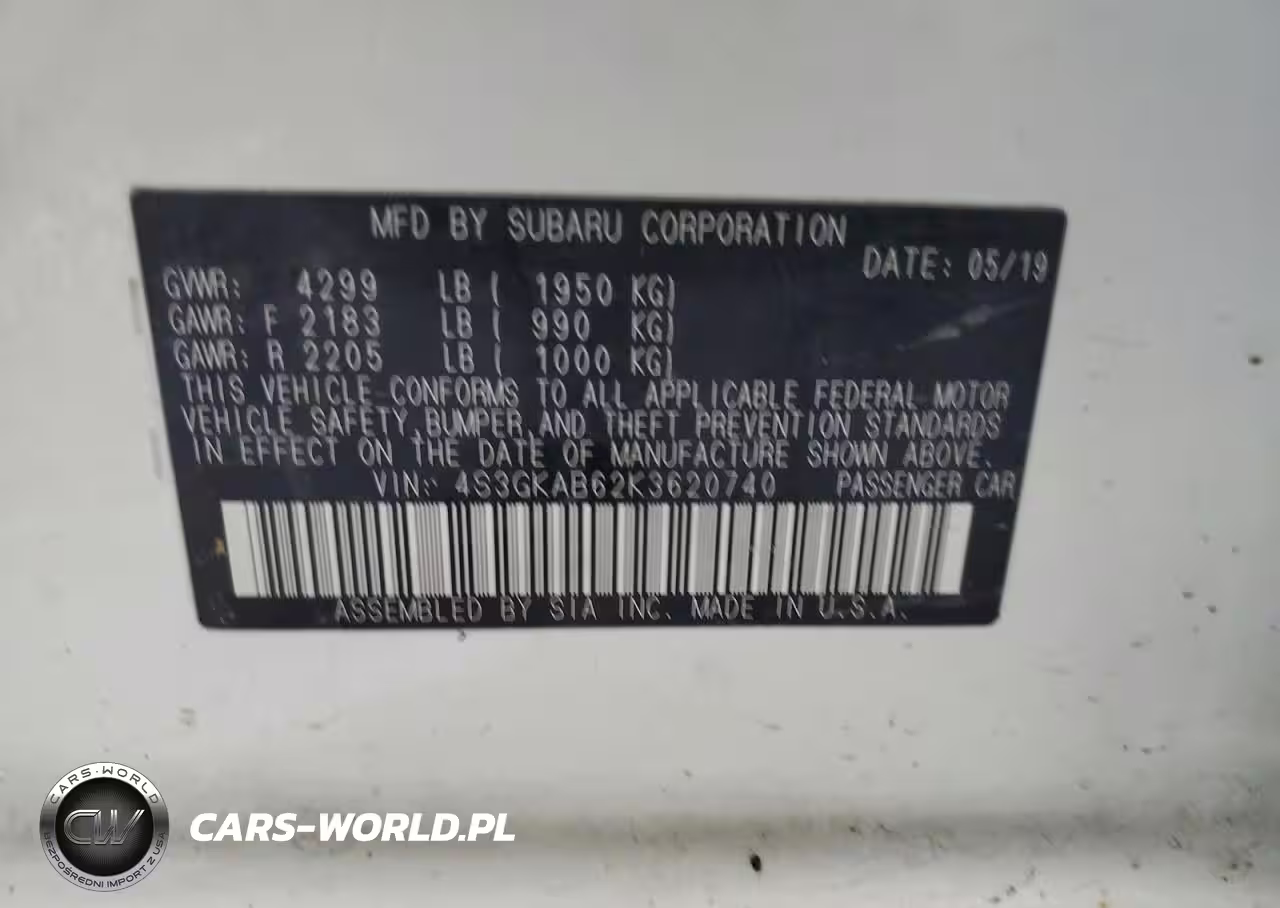 MFD BY SUBARU CORPORATION
DATE: 05/19
GVWR: 4299 LB ( 1950 KG)
GAWR: F 2183 LB ( 990 KG)
GAWR: R 2205 LB ( 1000 KG)
THIS VEHICLE CONFORMS TO ALL APPLICABLE FEDERAL MOTOR
VEHICLE SAFETY, BUMPER, AND THEFT PREVENTION STANDARDS
IN EFFECT ON THE DATE OF MANUFACTURE SHOWN ABOVE.
VIN: 4S3GKAB62K3620740 PASSENGER CAR
ASSEMBLED BY SIA INC. MADE IN U.S.A.
CARS-WORLD
CW
BEZPOŚREDNI IMPORT Z USA
CARS-WORLD.PL